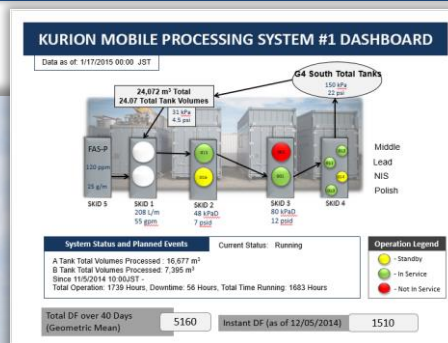 KURION MOBILE PROCESSING SYSTEM #1 DASHBOARD
Data as of: 1/17/2015 00:00 JST
G4 South Total Tanks
150 kPa
22 psi
24,072 m³ Total
24.07 Total Tank Volumes
31 kPa
4.5 psi
FAS-P
120 ppm
25 g/m
Middle
Lead
NIS
Polish
SKID 5
SKID 1
208 L/m
55 gpm
SKID 2
48 kPaD
7 psid
SKID 3
80 kPaD
12 psid
SKID 4
System Status and Planned Events
Current Status: Running
A Tank Total Volumes Processed : 16,677 m³
B Tank Total Volumes Processed: 7,395 m³
Since 11/5/2014 10:00JST -
Total Operation: 1739 Hours, Downtime: 56 Hours, Total Time Running: 1683 Hours
Operation Legend
- Standby
- In Service
- Not In Service
Total DF over 40 Days
(Geometric Mean)
5160
Instant DF (as of 12/05/2014)
1510